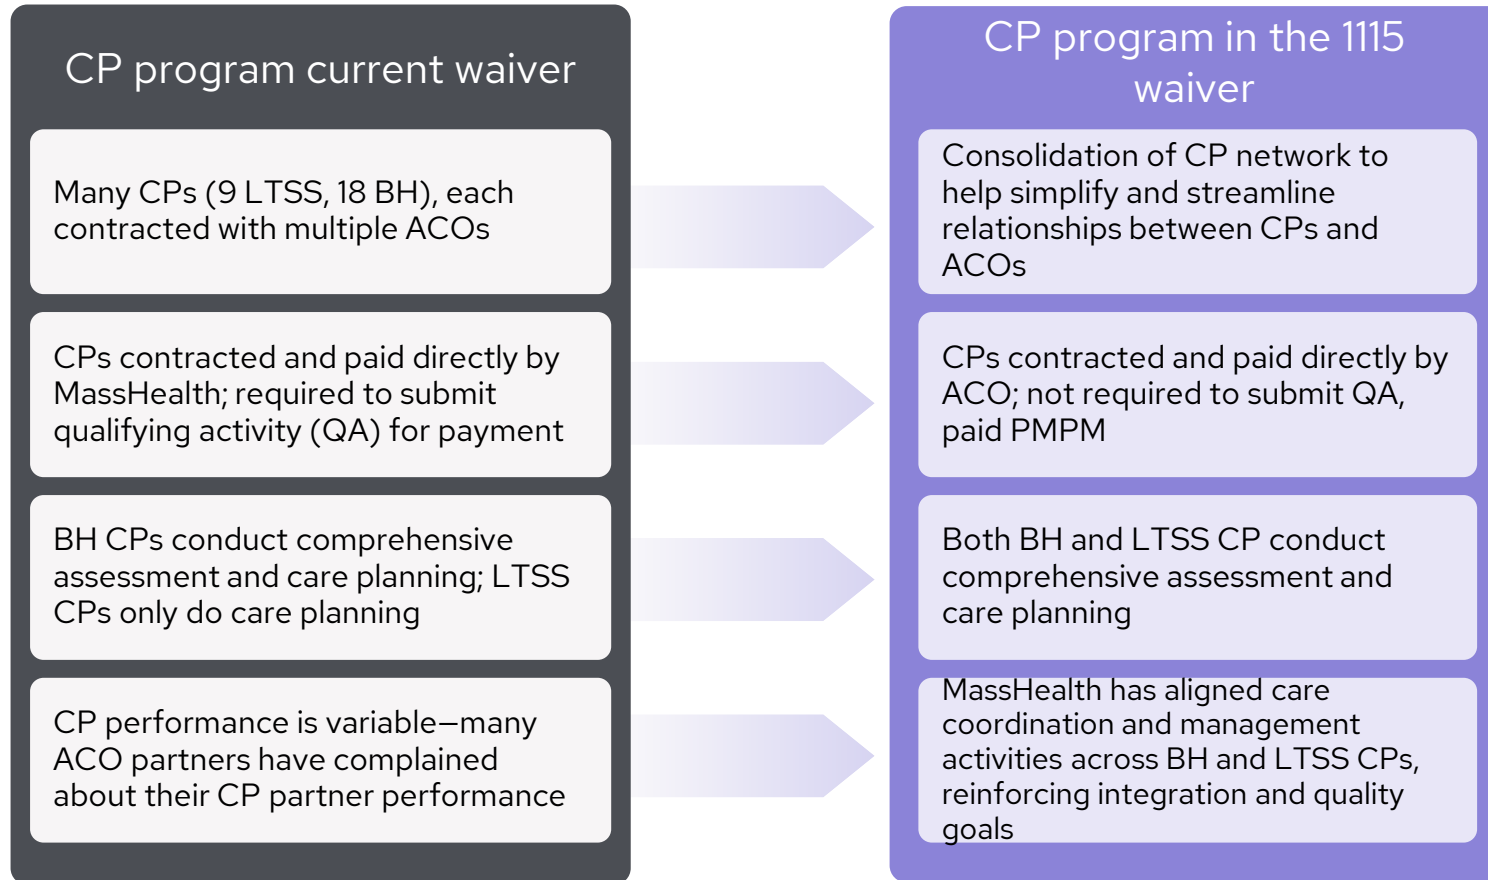 CP program current waiver
Many CPs (9 LTSS, 18 BH), each
contracted with multiple ACOs
CPs contracted and paid directly by
MassHealth; required to submit
qualifying activity (QA) for payment
BH CPs conduct comprehensive
assessment and care planning; LTSS
CPs only do care planning
CP performance is variable—many
ACO partners have complained
about their CP partner performance
CP program in the 1115
waiver
Consolidation of CP network to
help simplify and streamline
relationships between CPs and
ACOs
CPs contracted and paid directly by
ACO; not required to submit QA,
paid PMPM
Both BH and LTSS CP conduct
comprehensive assessment and
care planning
MassHealth has aligned care
coordination and management
activities across BH and LTSS CPs,
reinforcing integration and quality
goals